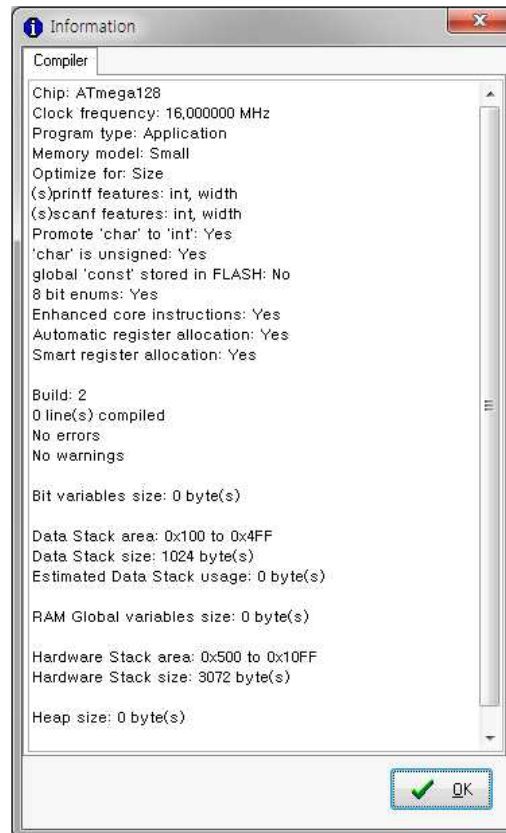 Information
Compiler
Chip: ATmega128
Clock frequency: 16,000000 MHz
Program type: Application
Memory model: Small
Optimize for: Size
(s)printf features: int, width
(s)scanf features: int, width
Promote 'char' to 'int': Yes
'char' is unsigned: Yes
global 'const' stored in FLASH: No
8 bit enums: Yes
Enhanced core instructions: Yes
Automatic register allocation: Yes
Smart register allocation: Yes
Build: 2
0 line(s) compiled
No errors
No warnings
Bit variables size: 0 byte(s)
Data Stack area: 0x100 to 0x4FF
Data Stack size: 1024 byte(s)
Estimated Data Stack usage: 0 byte(s)
RAM Global variables size: 0 byte(s)
Hardware Stack area: 0x500 to 0x10FF
Hardware Stack size: 3072 byte(s)
Heap size: 0 byte(s)
OK